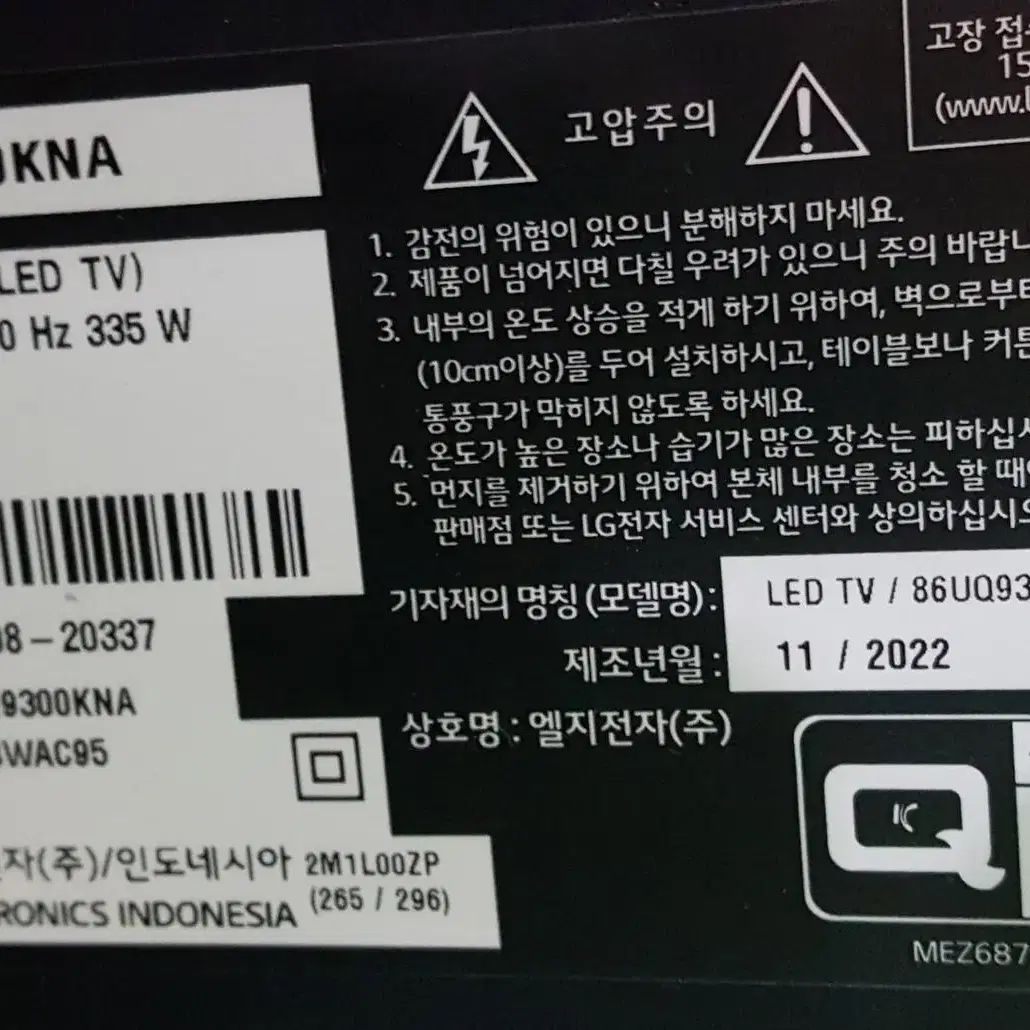 고장 접수
15
(www.l
고압주의
0KNA
LED TV)
0 Hz 335 W
1. 감전의 위험이 있으니 분해하지 마세요.
2. 제품이 넘어지면 다칠 우려가 있으니 주의 바랍니
3. 내부의 온도 상승을 적게 하기 위하여, 벽으로부터
(10cm이상)를 두어 설치하시고, 테이블보나 커튼
통풍구가 막히지 않도록 하세요.
4. 온도가 높은 장소나 습기가 많은 장소는 피하십시
5. 먼지를 제거하기 위하여 본체 내부를 청소 할 때
판매점 또는 LG전자 서비스 센터와 상의하십시오
08-20337
9300KNA
WAC95
기자재의 명칭(모델명): LED TV / 86UQ93
제조년월: 11 / 2022
상호명 : 엘지전자(주)
자(주)/인도네시아 2M1L00ZP
RONICS INDONESIA (265 / 296)
MEZ687